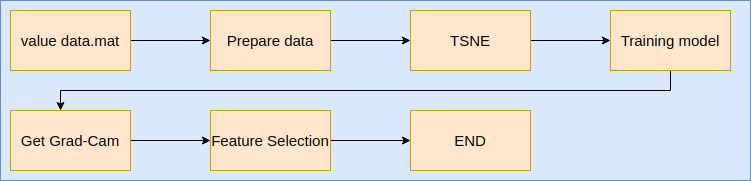 value data.mat
Prepare data
TSNE
Training model
Get Grad-Cam
Feature Selection
END